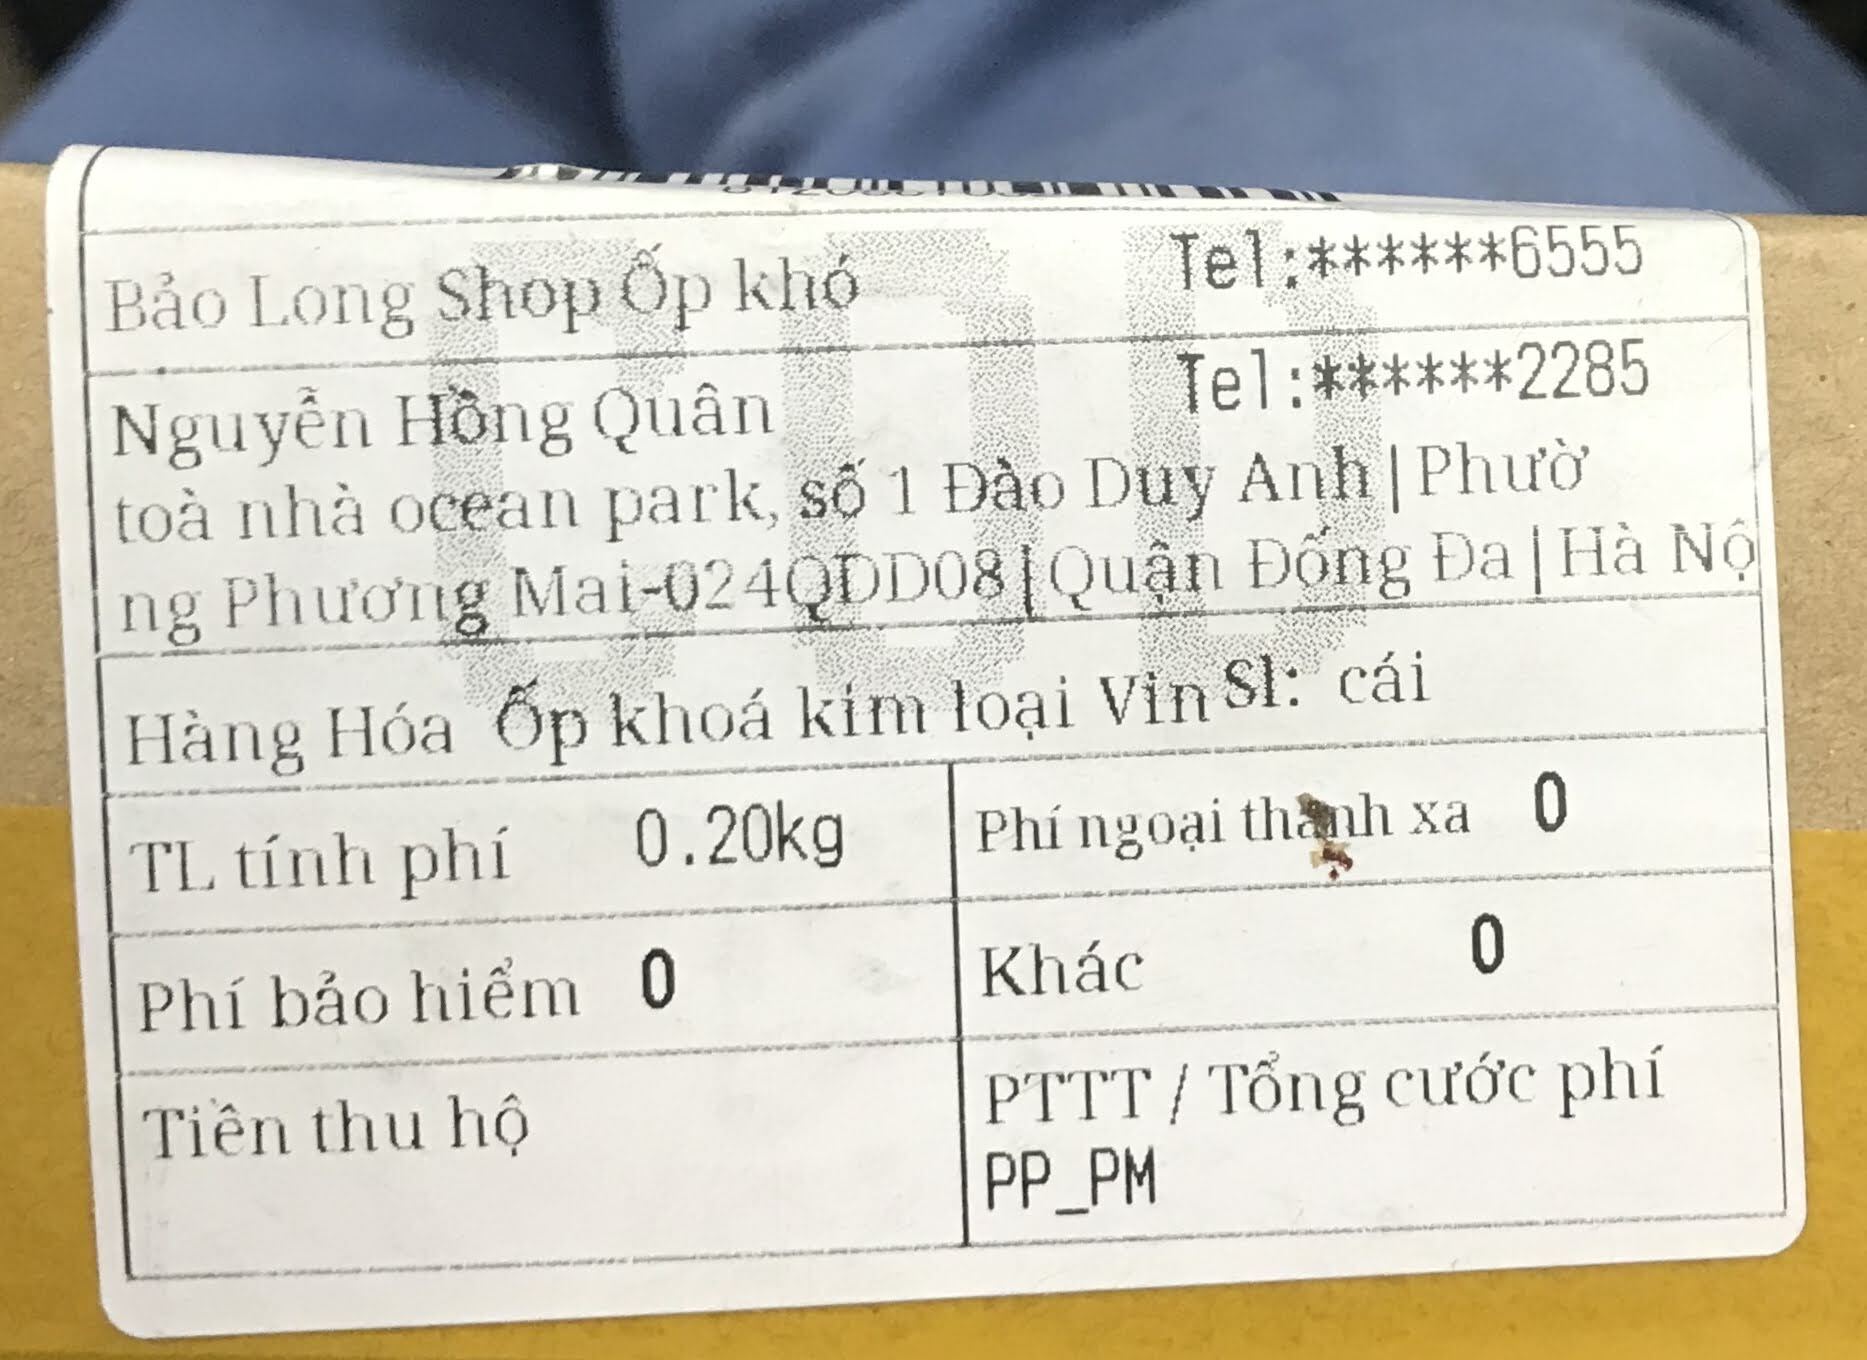 Bảo Long Shop Ốp khó Tel:******6555
Nguyễn Hồng Quân Tel:******2285
toà nhà ocean park, số 1 Đào Duy Anh|Phườ
ng Phương Mai-024QDD08|Quận Đống Đa|Hà Nộ
Hàng Hóa Ốp khoá kim loại Vin Sl: cái
TL tính phí 0.20kg Phí ngoại thành xa 0
Phí bảo hiểm 0 Khác 0
Tiền thu hộ PTTT / Tổng cước phí
PP_PM